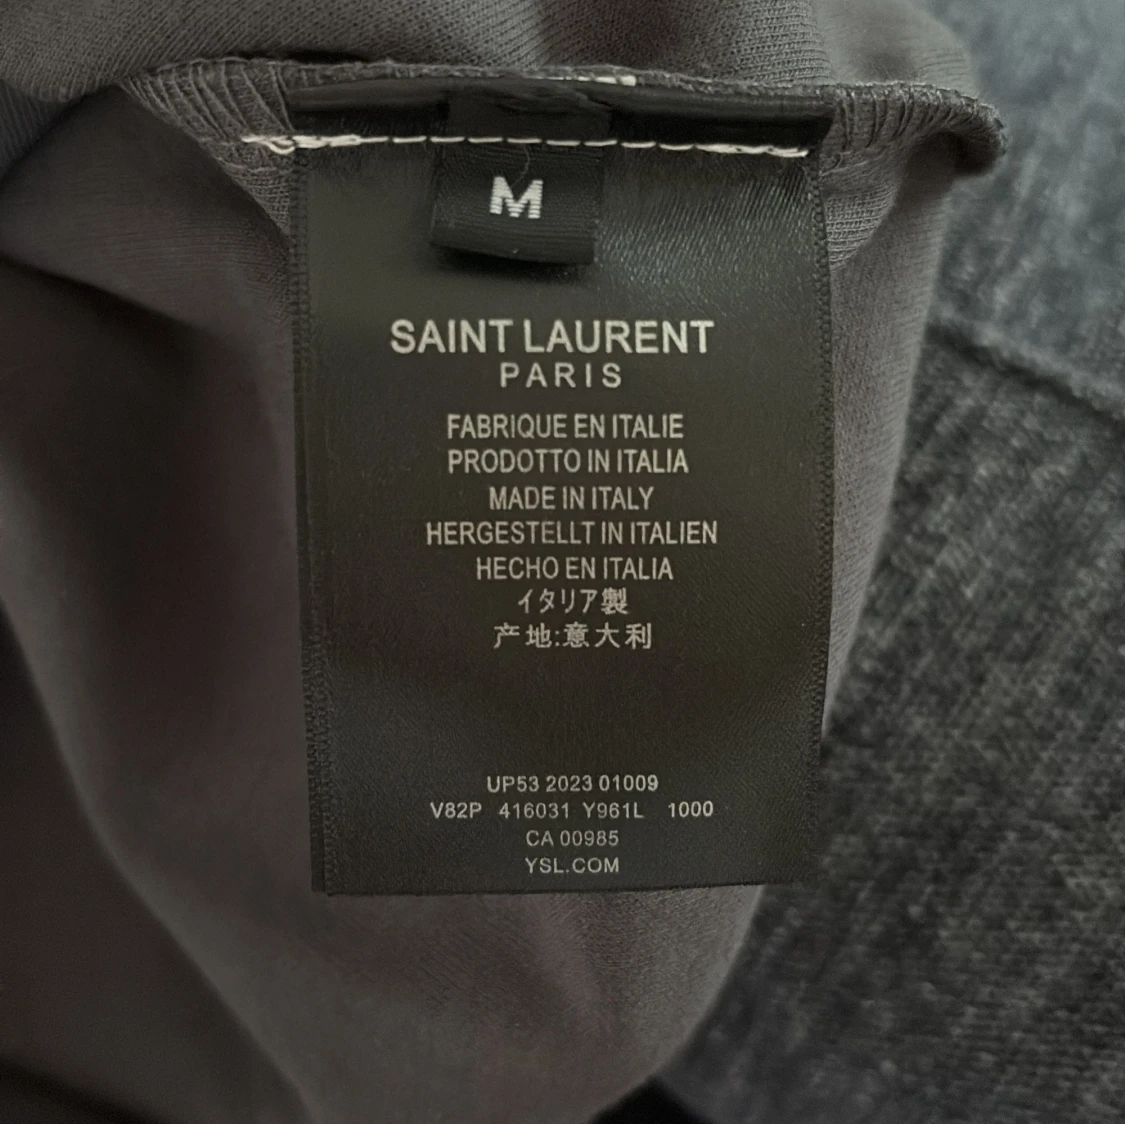 M
SAINT LAURENT
PARIS
FABRIQUE EN ITALIE
PRODOTTO IN ITALIA
MADE IN ITALY
HERGESTELLT IN ITALIEN
HECHO EN ITALIA
イタリア製
产地:意大利
UP53 2023 01009
V82P 416031 Y961L 1000
CA 00985
YSL.COM